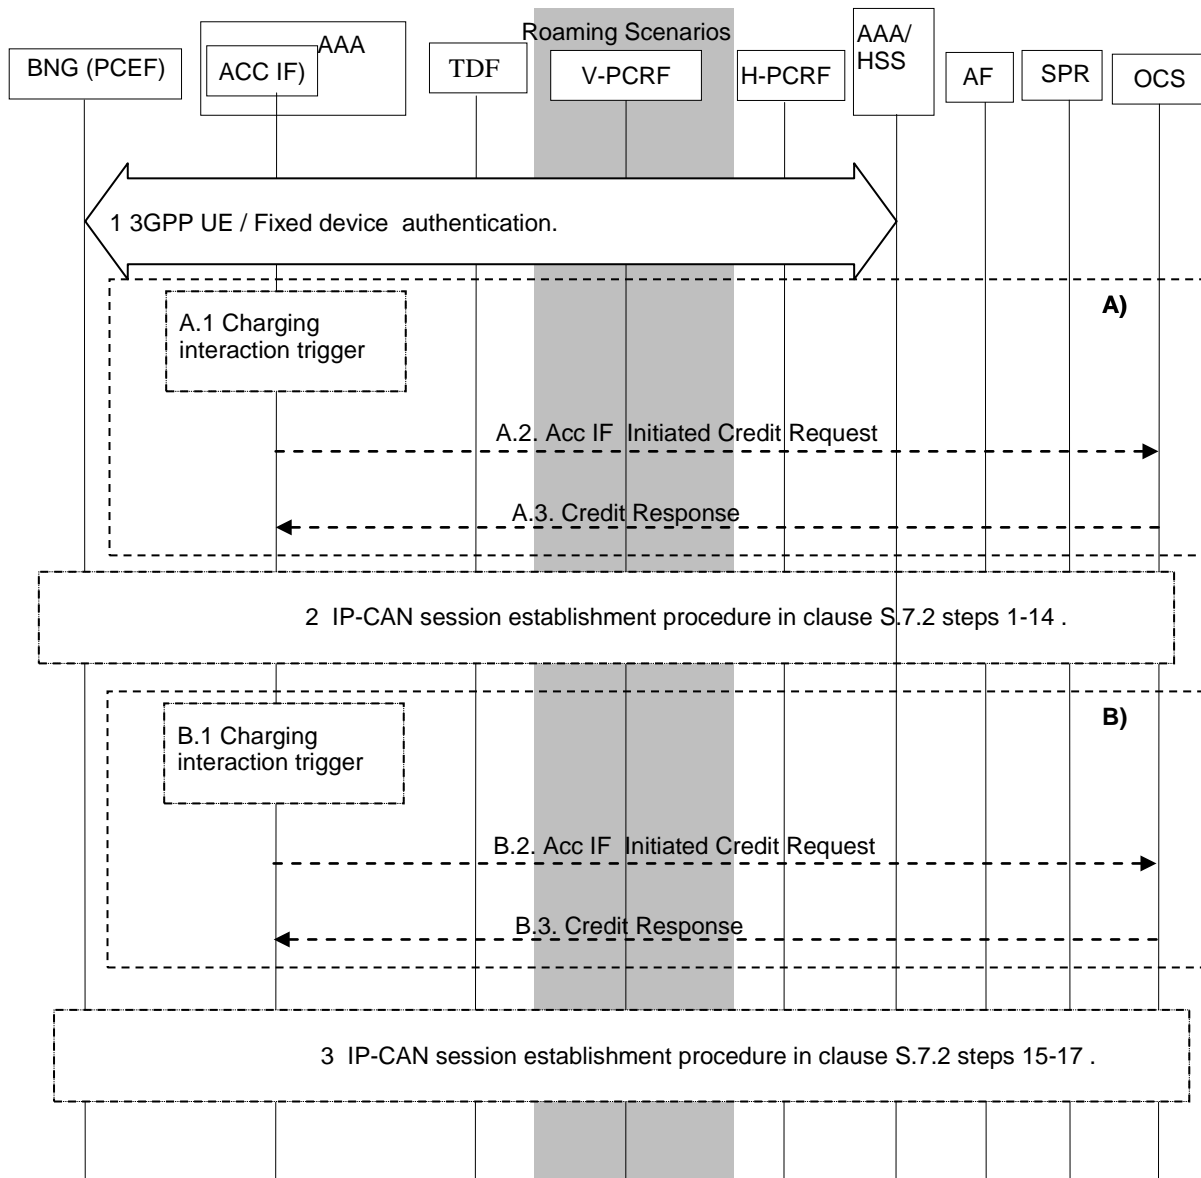 Roaming Scenarios
BNG (PCEF)
AAA
ACC IF)
TDF
V-PCRF
H-PCRF
AAA/
HSS
AF
SPR
OCS
1 3GPP UE / Fixed device authentication.
A)
A.1 Charging
interaction trigger
A.2. Acc IF Initiated Credit Request
A.3. Credit Response
2 IP-CAN session establishment procedure in clause S.7.2 steps 1-14 .
B)
B.1 Charging
interaction trigger
B.2. Acc IF Initiated Credit Request
B.3. Credit Response
3 IP-CAN session establishment procedure in clause S.7.2 steps 15-17 .